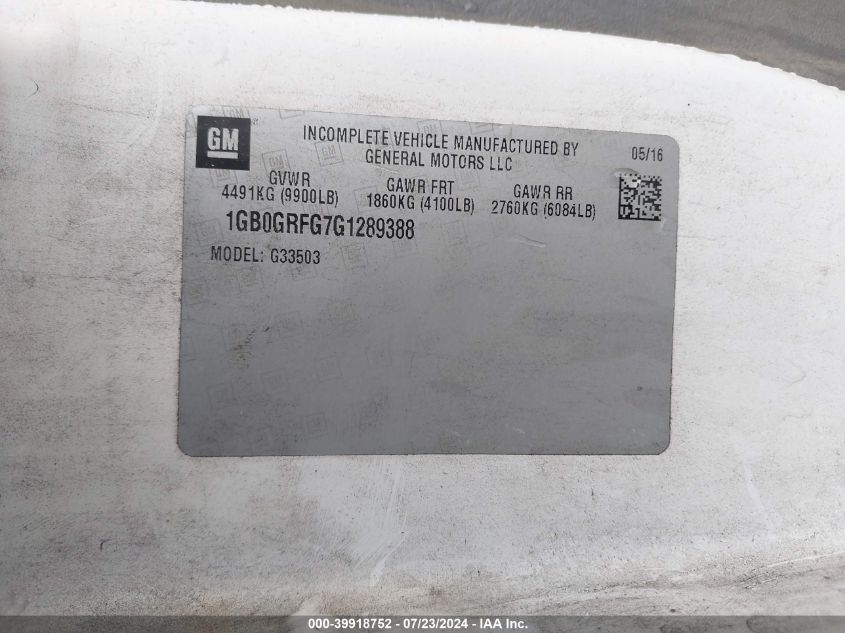 GM
INCOMPLETE VEHICLE MANUFACTURED BY
GENERAL MOTORS LLC
05/16
GVWR
4491KG (9900LB)
GAWR FRT
1860KG (4100LB)
GAWR RR
2760KG (6084LB)
1GB0GRFG7G1289388
MODEL: G33503
000-39918752 - 07/23/2024 - IAA Inc.